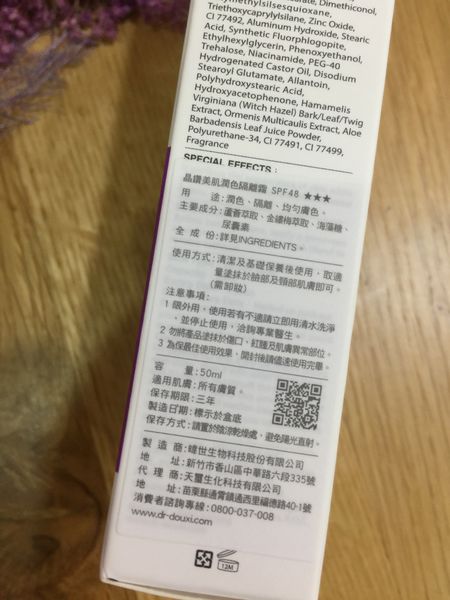 Dimethiconol,
methylsilsesquioxane,
Triethoxycaprylylsilane, Zinc Oxide,
CI 77492, Aluminum Hydroxide, Stearic
Acid, Synthetic Fluorphlogopite,
Ethylhexylglycerin, Phenoxyethanol,
Trehalose, Niacinamide, PEG-40
Hydrogenated Castor Oil, Disodium
Stearoyl Glutamate, Allantoin,
Polyhydroxystearic Acid,
Hydroxyacetophenone, Hamamelis
Virginiana (Witch Hazel) Bark/Leaf/Twig
Extract, Ormenis Multicaulis Extract, Aloe
Barbadensis Leaf Juice Powder,
Polyurethane-34, CI 77491, CI 77499,
Fragrance
SPECIAL EFFECTS :
晶鑽美肌潤色隔離霜 SPF48 ★★★
用 途:潤色、隔離、均勻膚色。
主要成分:蘆薈萃取、金縷梅萃取、海藻糖、
尿囊素
全 成 份:詳見INGREDIENTS。
使用方式:清潔及基礎保養後使用,取適
量塗抹於臉部及頸部肌膚即可。
(需卸妝)
注意事項:
1 限外用,使用若有不適請立即用清水洗淨
、並停止使用,洽詢專業醫生。
2 勿將產品塗抹於傷口,紅腫及肌膚異常部位。
3 為保最佳使用效果、開封後請儘速使用完畢。
容 量:50ml
適用肌膚:所有膚質。
保存期限:三年
製造日期:標示於盒底
保存方式:請置於陰涼乾燥處,避免陽光直射。
製 造 商:暐世生物科技股份有限公司
地 址:新竹市香山區中華路六段335號
代 理 商:天璽生化科技有限公司
地 址:苗栗縣通霄鎮通西里福德路40-1號
消費者諮詢專線:0800-037-008
www.dr-douxi.com
12M